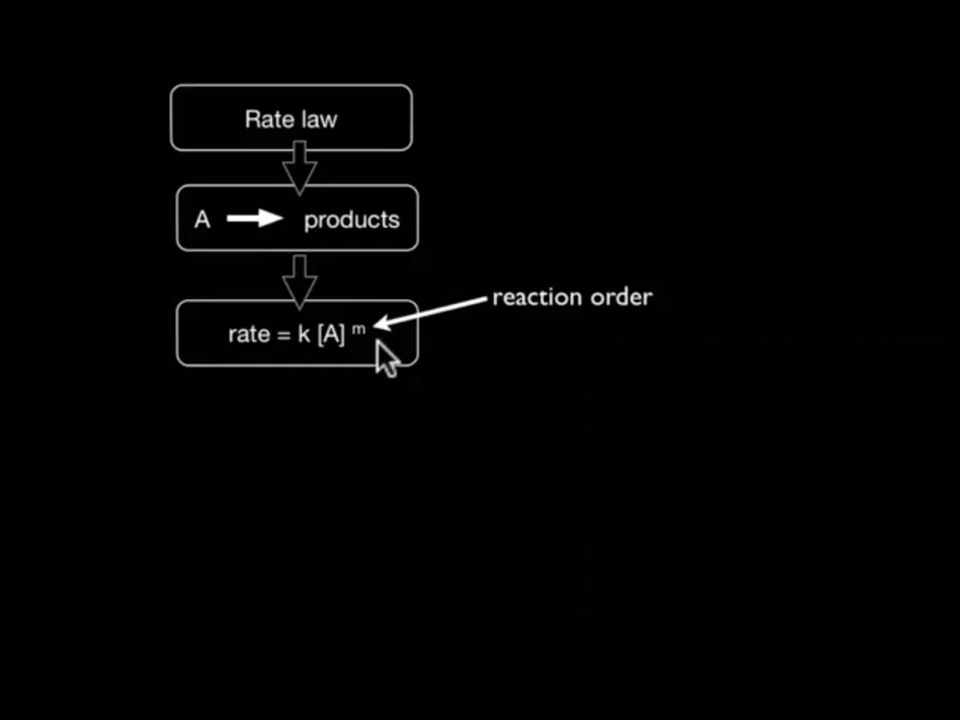 Rate law
A → products
rate = k [A] ᵐ
reaction order